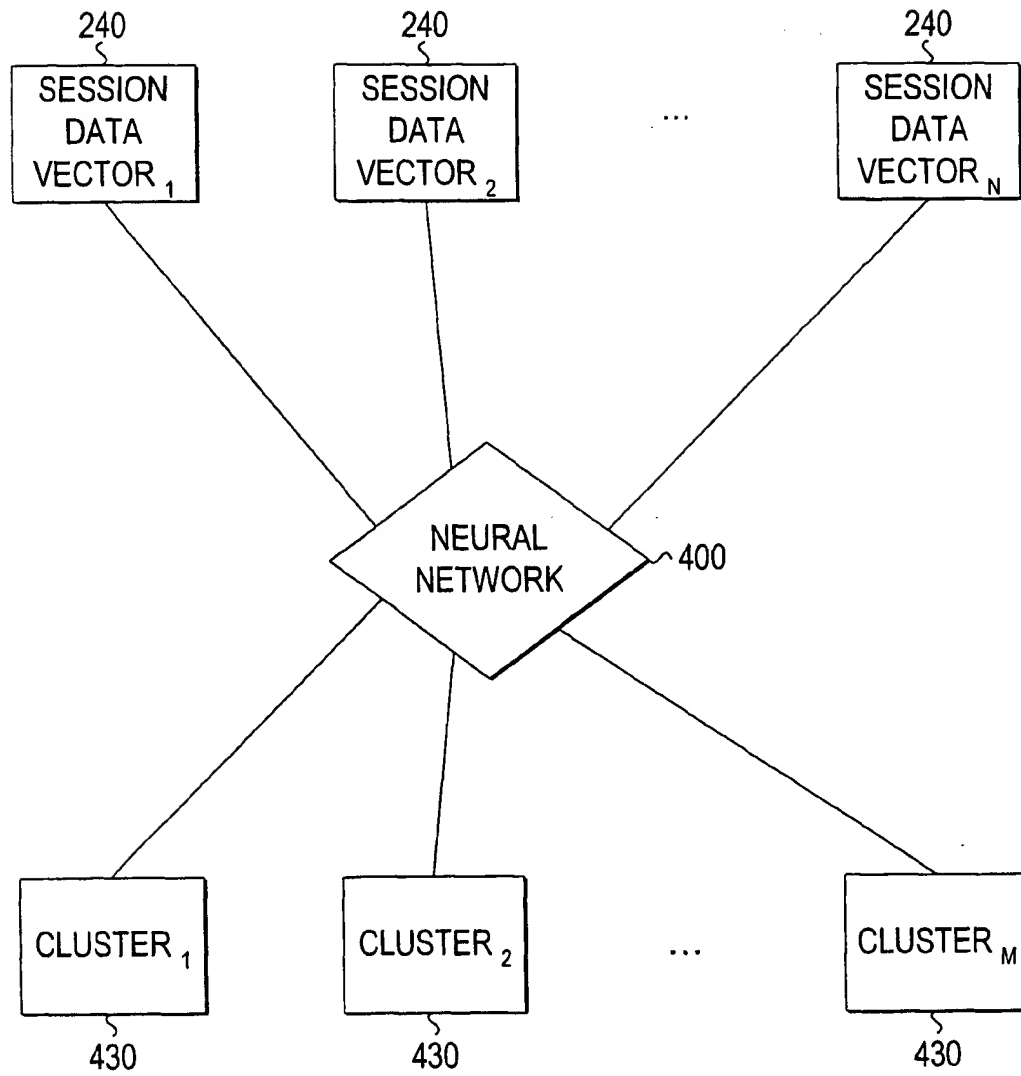 240 240 240
SESSION DATA VECTOR 1
SESSION DATA VECTOR 2
...
SESSION DATA VECTOR N
NEURAL NETWORK
400
CLUSTER 1
CLUSTER 2
...
CLUSTER M
430 430 430